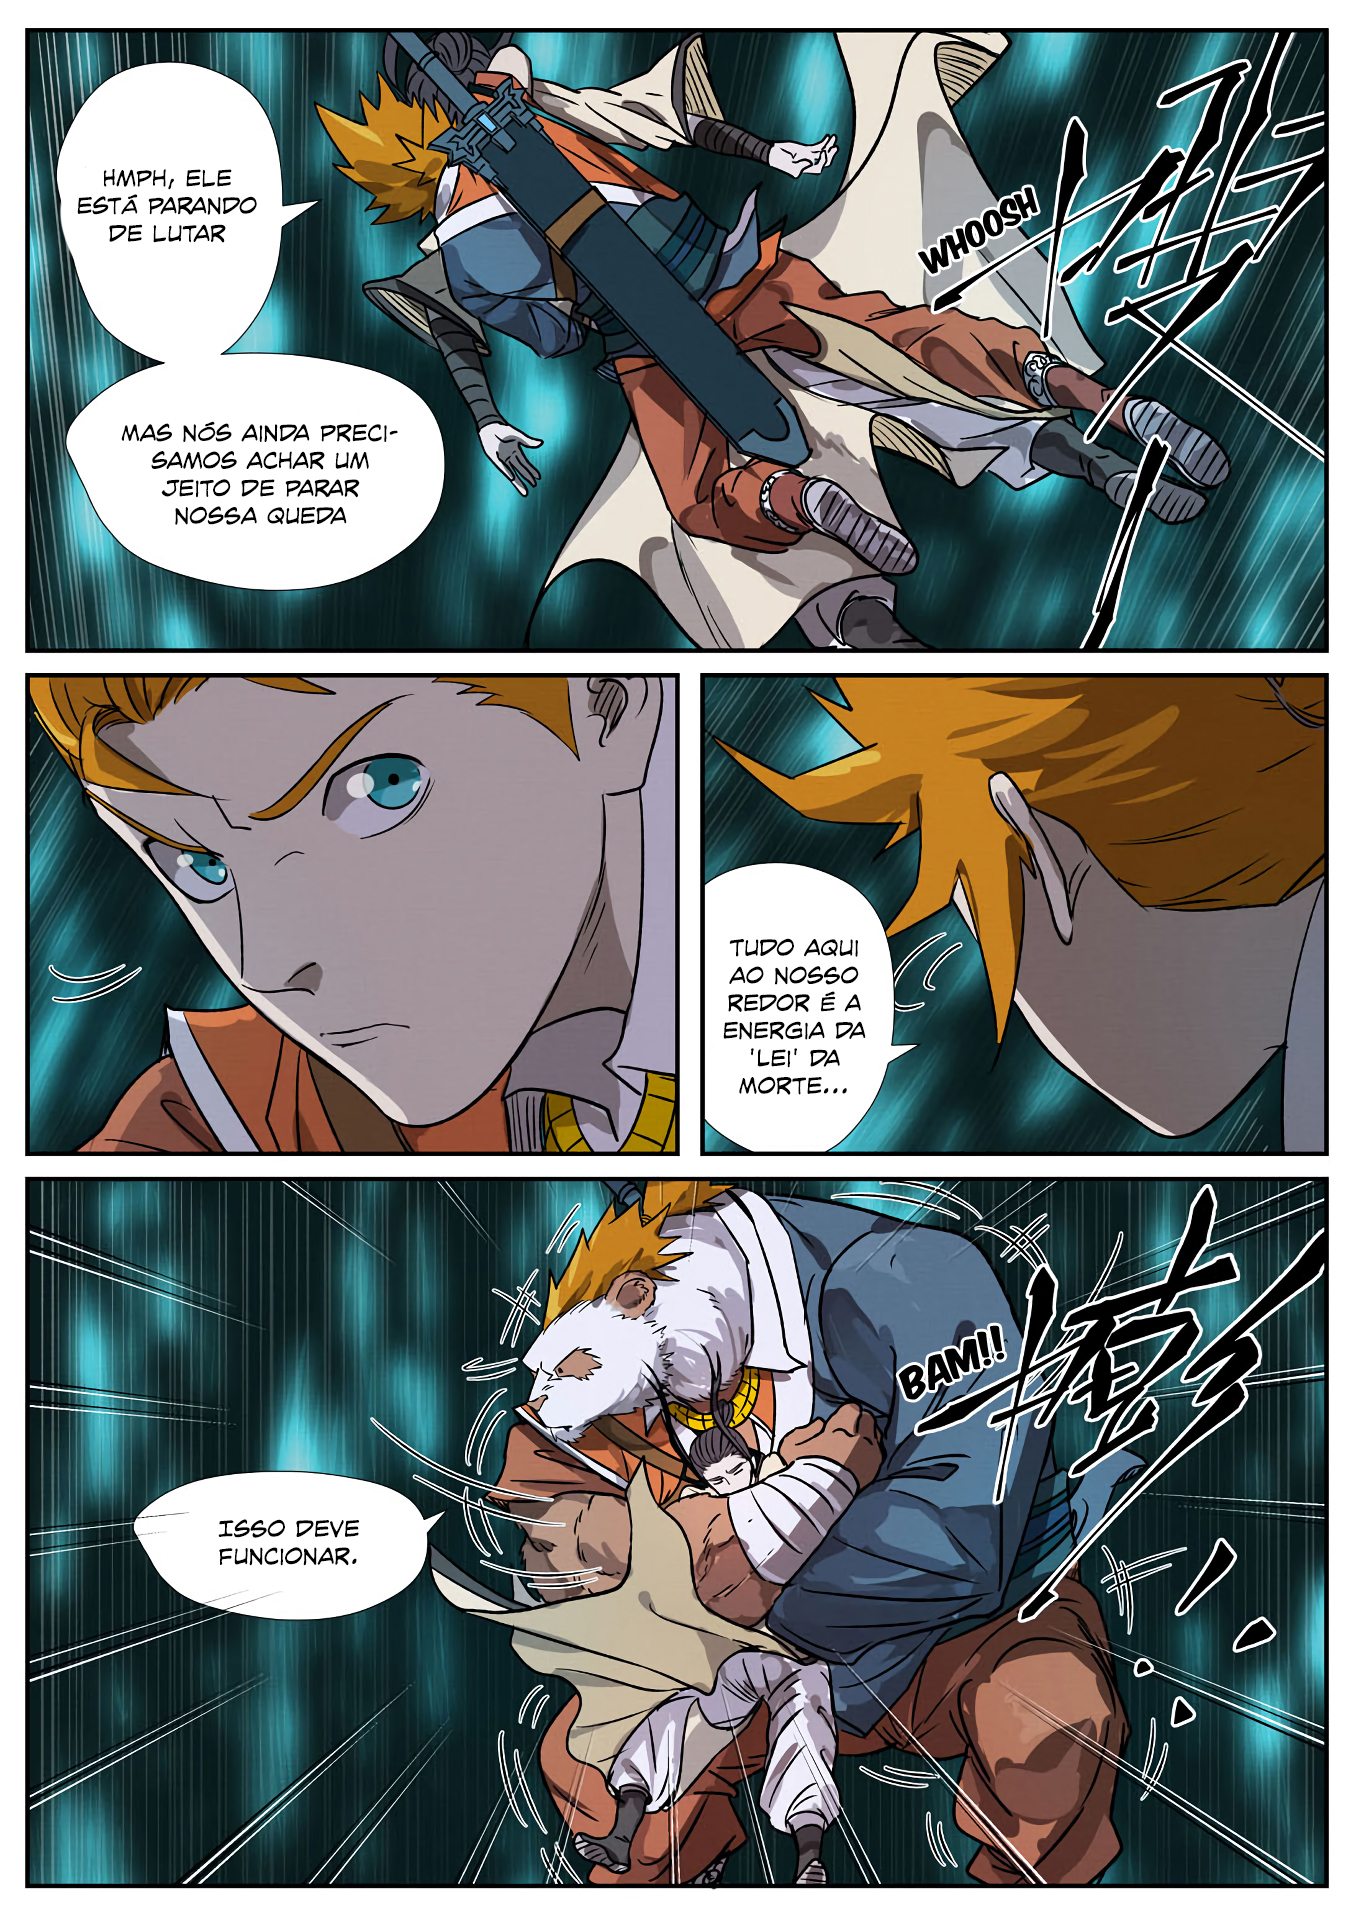 HMPH, ELE
ESTÁ PARANDO
DE LUTAR
WHOOSH
MAS NÓS AINDA PRECI-
SAMOS ACHAR UM
JEITO DE PARAR
NOSSA QUEDA
TUDO AQUI
AO NOSSO
REDOR É A
ENERGIA DA
'LEI' DA
MORTE...
BAM!!
ISSO DEVE
FUNCIONAR.